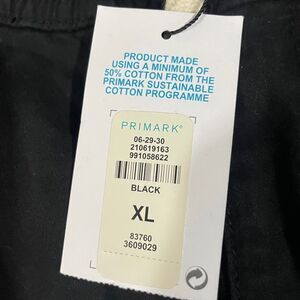 PRODUCT MADE
USING A MINIMUM OF
50% COTTON FROM THE
PRIMARK SUSTAINABLE
COTTON PROGRAMME
PRIMARK®
06-29-30
210619163
991058622
BLACK
XL
83760
3609029